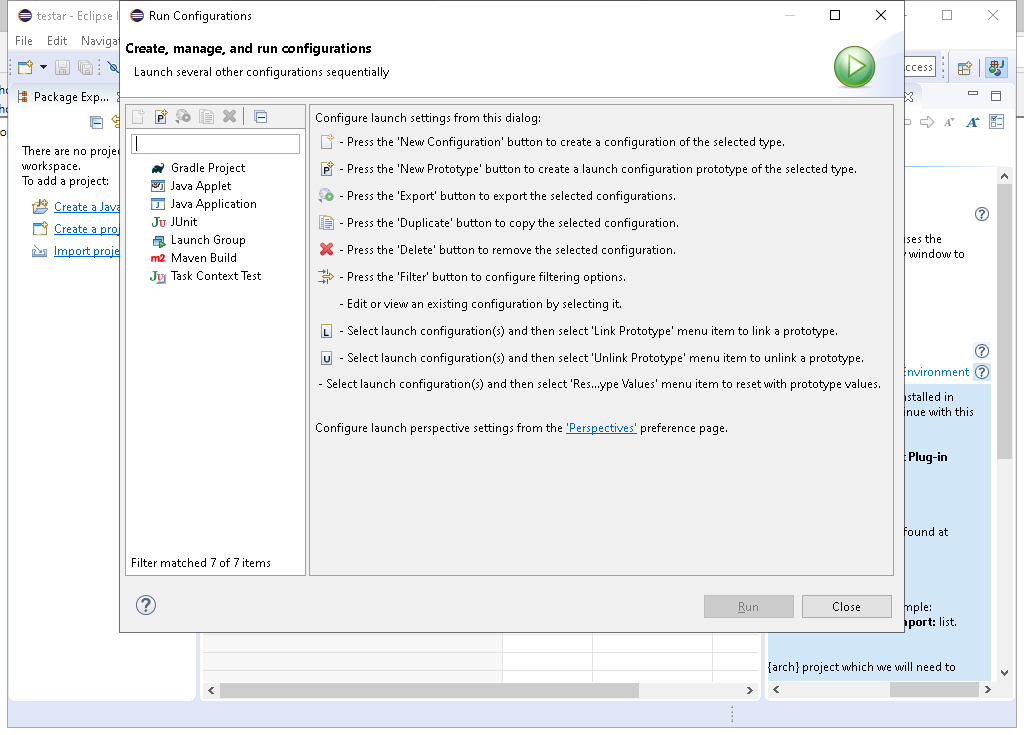 testar - Eclipse I
Run Configurations
File Edit Navigat
Create, manage, and run configurations
Launch several other configurations sequentially
ccess
Package Exp...
There are no projec
workspace.
To add a project:
Create a Java
Create a proj
Import proje
Gradle Project
Java Applet
Java Application
JUnit
Launch Group
Maven Build
Task Context Test
Filter matched 7 of 7 items
Configure launch settings from this dialog:
- Press the 'New Configuration' button to create a configuration of the selected type.
- Press the 'New Prototype' button to create a launch configuration prototype of the selected type.
- Press the 'Export' button to export the selected configurations.
- Press the 'Duplicate' button to copy the selected configuration.
- Press the 'Delete' button to remove the selected configuration.
- Press the 'Filter' button to configure filtering options.
- Edit or view an existing configuration by selecting it.
- Select launch configuration(s) and then select 'Link Prototype' menu item to link a prototype.
- Select launch configuration(s) and then select 'Unlink Prototype' menu item to unlink a prototype.
- Select launch configuration(s) and then select 'Res...ype Values' menu item to reset with prototype values.
Configure launch perspective settings from the 'Perspectives' preference page.
Run
Close
uses the
window to
Environment
nstalled in
inue with this
Plug-in
found at
mple:
mport: list.
{arch} project which we will need to